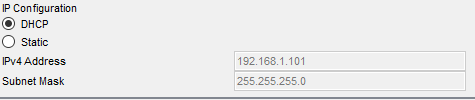 IP Configuration
DHCP
Static
IPv4 Address 192.168.1.101
Subnet Mask 255.255.255.0